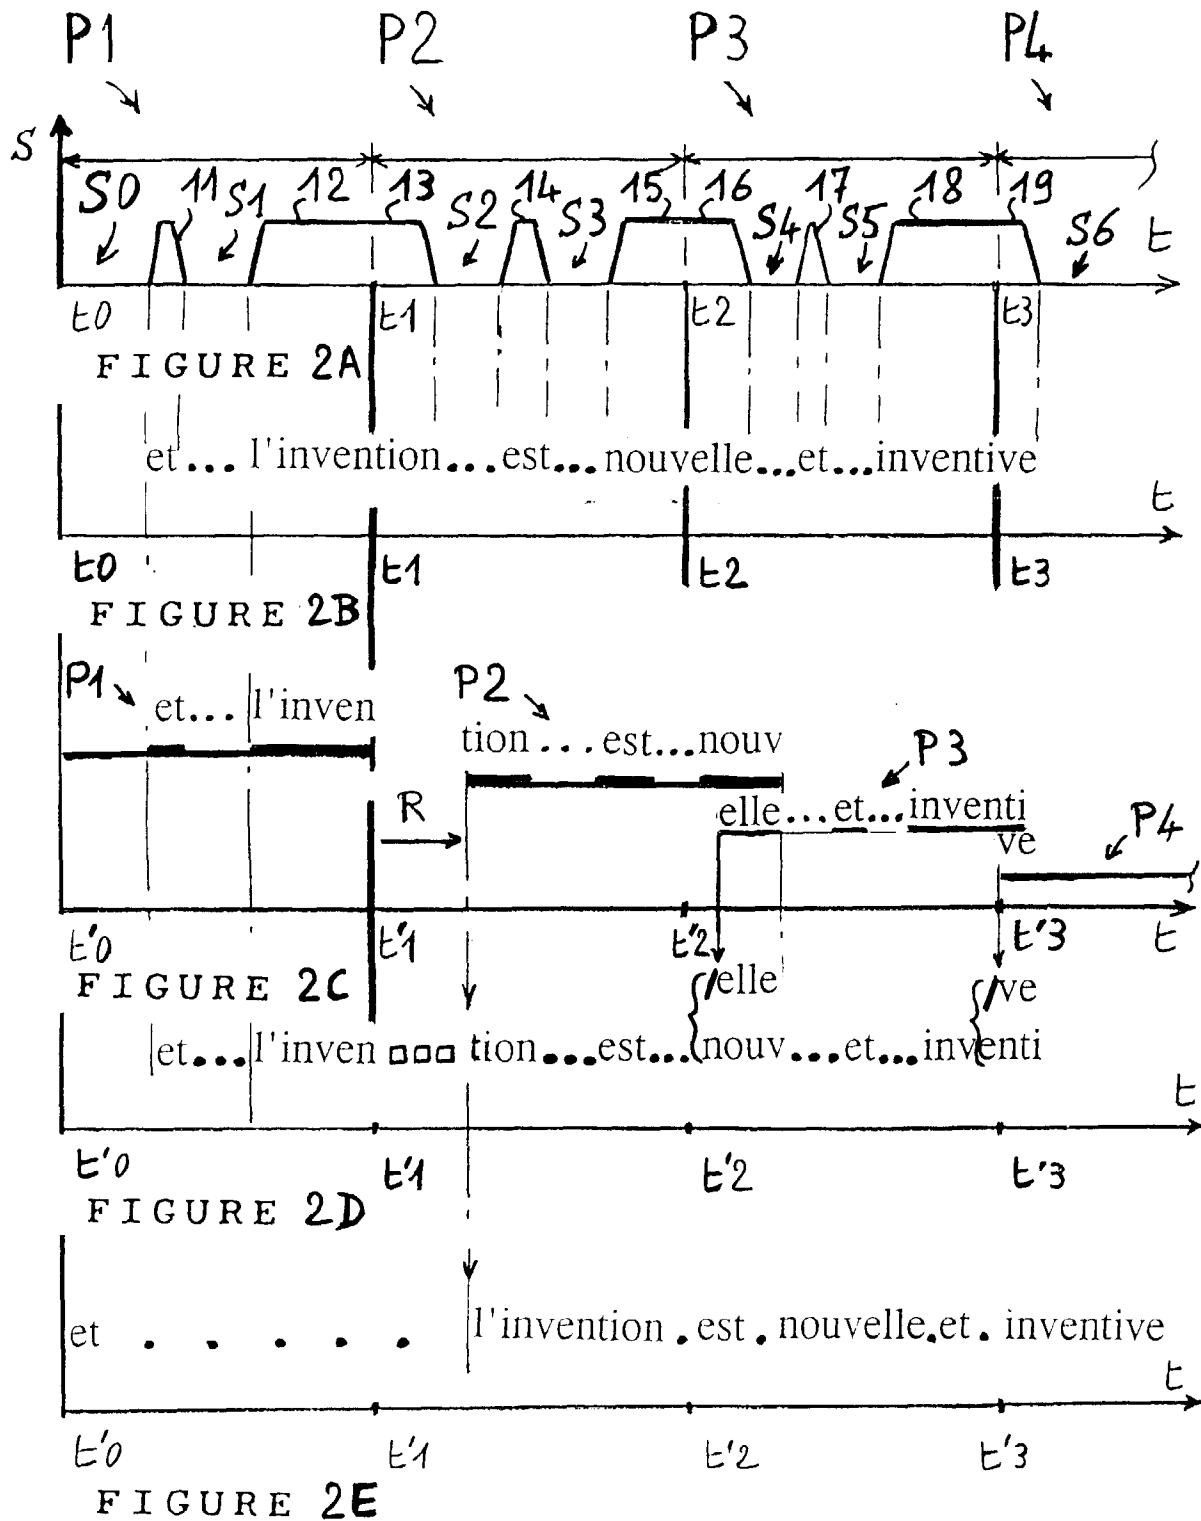 P1 P2 P3 P4
S
S0 11 S1 12 13 S2 14 S3 15 16 S4 17 S5 18 19 S6 t
t0 t1 t2 t3
FIGURE 2A
et... l'invention...est...nouvelle...et...inventive
t
t0 t1 t2 t3
FIGURE 2B
P1 P2
et... l'inven
tion...est...nouv
P3
elle...et...inventi
R
ve
P4
t'0 t'1 t'2 t'3 t
FIGURE 2C
/elle /ve
et...l'inven □□□ tion...est...nouv...et...inventi
t
t'0 t'1 t'2 t'3
FIGURE 2D
et . . . . . l'invention.est.nouvelle.et.inventive
t
t'0 t'1 t'2 t'3
FIGURE 2E